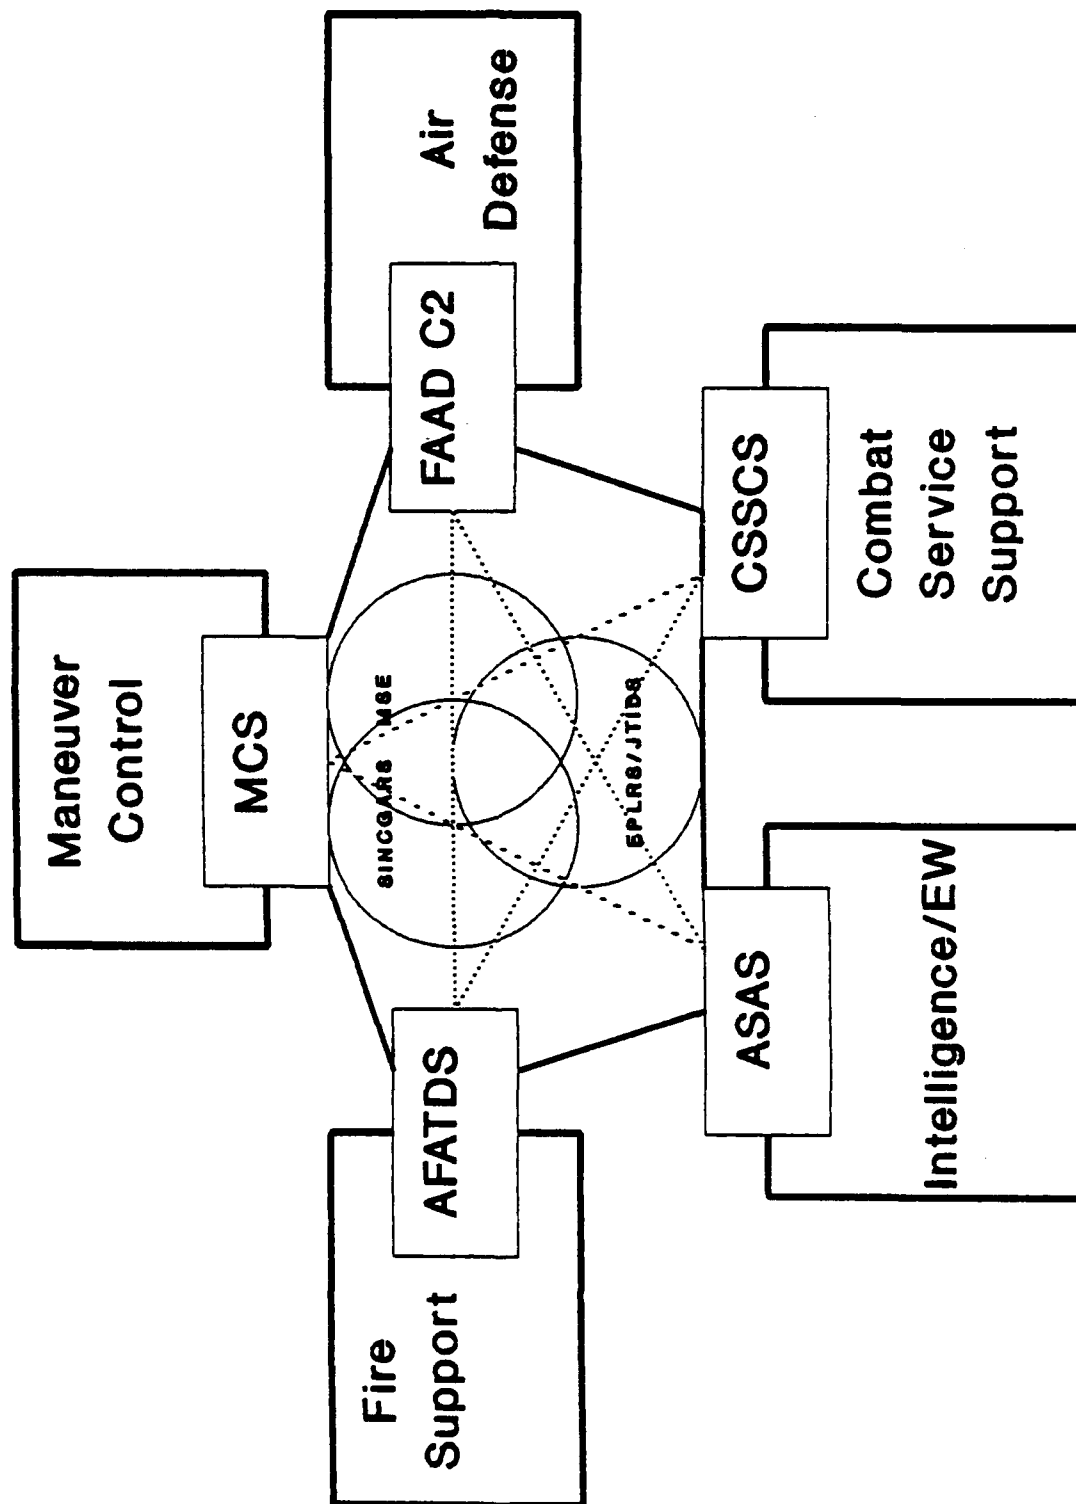 Maneuver
Control
MCS
Fire
Support
AFATDS
SINCGARS
MSE
EPLRS/JTIDS
FAAD C2
Air
Defense
ASAS
Intelligence/EW
CSSCS
Combat
Service
Support